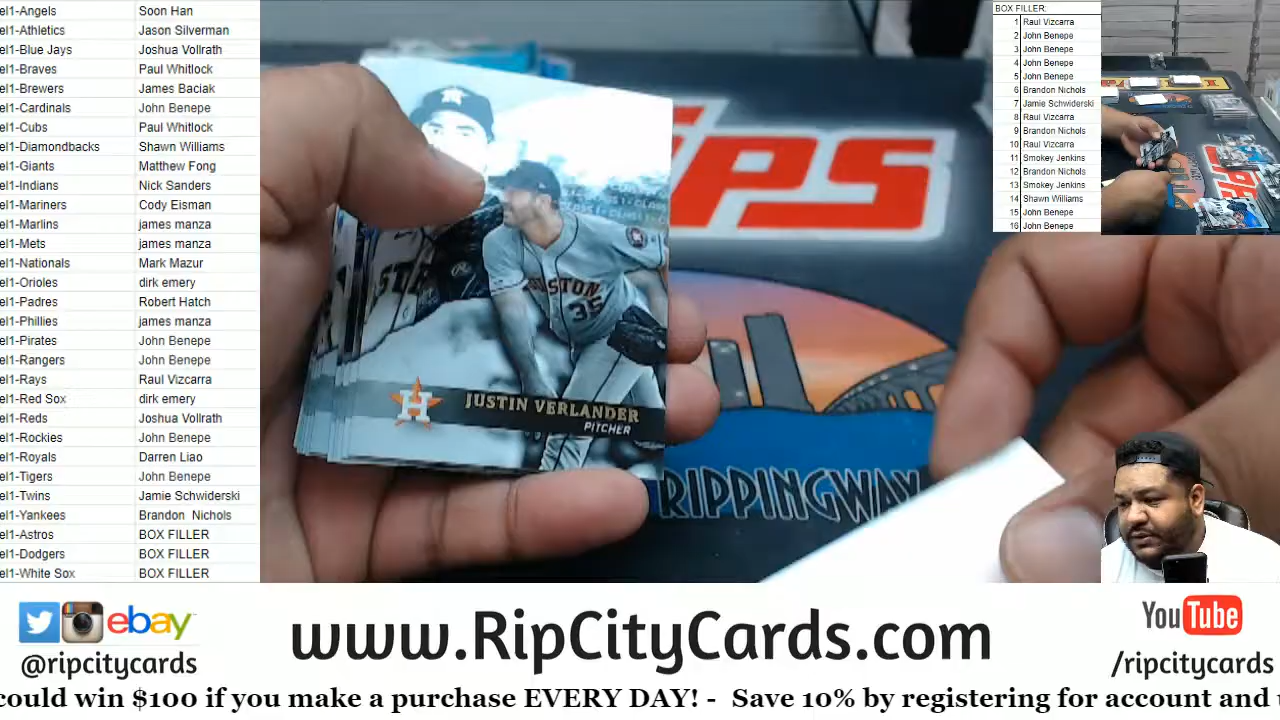 el1-Angels Soon Han
el1-Athletics Jason Silverman
el1-Blue Jays Joshua Vollrath
el1-Braves Paul Whitlock
el1-Brewers James Baciak
el1-Cardinals John Benepe
el1-Cubs Paul Whitlock
el1-Diamondbacks Shawn Williams
el1-Giants Matthew Fong
el1-Indians Nick Sanders
el1-Mariners Cody Eisman
el1-Marlins james manza
el1-Mets james manza
el1-Nationals Mark Mazur
el1-Orioles dirk emery
el1-Padres Robert Hatch
el1-Phillies james manza
el1-Pirates John Benepe
el1-Rangers John Benepe
el1-Rays Raul Vizcarra
el1-Red Sox dirk emery
el1-Reds Joshua Vollrath
el1-Rockies John Benepe
el1-Royals Darren Liao
el1-Tigers John Benepe
el1-Twins Jamie Schwiderski
el1-Yankees Brandon Nichols
el1-Astros BOX FILLER
el1-Dodgers BOX FILLER
el1-White Sox BOX FILLER
PPS
HOUSTON
35
H
JUSTIN VERLANDER
PITCHER
RIPPINGWAY
BOX FILLER:
1 Raul Vizcarra
2 John Benepe
3 John Benepe
4 John Benepe
5 John Benepe
6 Brandon Nichols
7 Jamie Schwiderski
8 Raul Vizcarra
9 Brandon Nichols
10 Raul Vizcarra
11 Smokey Jenkins
12 Brandon Nichols
13 Smokey Jenkins
14 Shawn Williams
15 John Benepe
16 John Benepe
ebay
@ripcitycards
www.RipCityCards.com
YouTube
/ripcitycards
could win $100 if you make a purchase EVERY DAY! - Save 10% by registering for account and